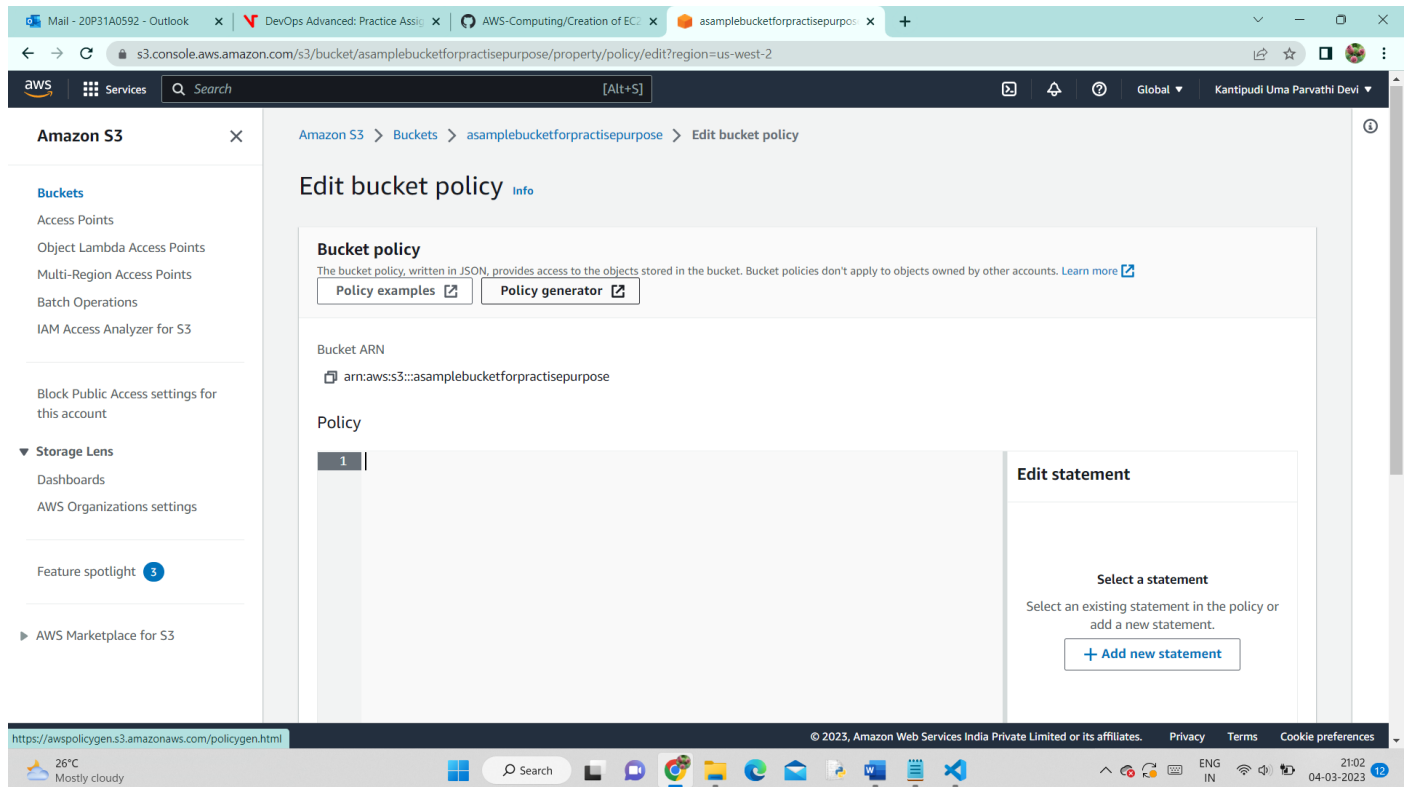 Mail - 20P31A0592 - Outlook
DevOps Advanced: Practice Assig
AWS-Computing/Creation of EC2
asamplebucketforpractisepurpos
s3.console.aws.amazon.com/s3/bucket/asamplebucketforpractisepurpose/property/policy/edit?region=us-west-2
aws
Services
Search
[Alt+S]
Global
Kantipudi Uma Parvathi Devi
Amazon S3
Buckets
Access Points
Object Lambda Access Points
Multi-Region Access Points
Batch Operations
IAM Access Analyzer for S3
Block Public Access settings for
this account
Storage Lens
Dashboards
AWS Organizations settings
Feature spotlight 3
AWS Marketplace for S3
Amazon S3 > Buckets > asamplebucketforpractisepurpose > Edit bucket policy
Edit bucket policy Info
Bucket policy
The bucket policy, written in JSON, provides access to the objects stored in the bucket. Bucket policies don't apply to objects owned by other accounts. Learn more
Policy examples
Policy generator
Bucket ARN
arn:aws:s3:::asamplebucketforpractisepurpose
Policy
1
Edit statement
Select a statement
Select an existing statement in the policy or
add a new statement.
+ Add new statement
https://awspolicygen.s3.amazonaws.com/policygen.html
© 2023, Amazon Web Services India Private Limited or its affiliates.
Privacy
Terms
Cookie preferences
26°C
Mostly cloudy
Search
ENG
IN
21:02
04-03-2023
12